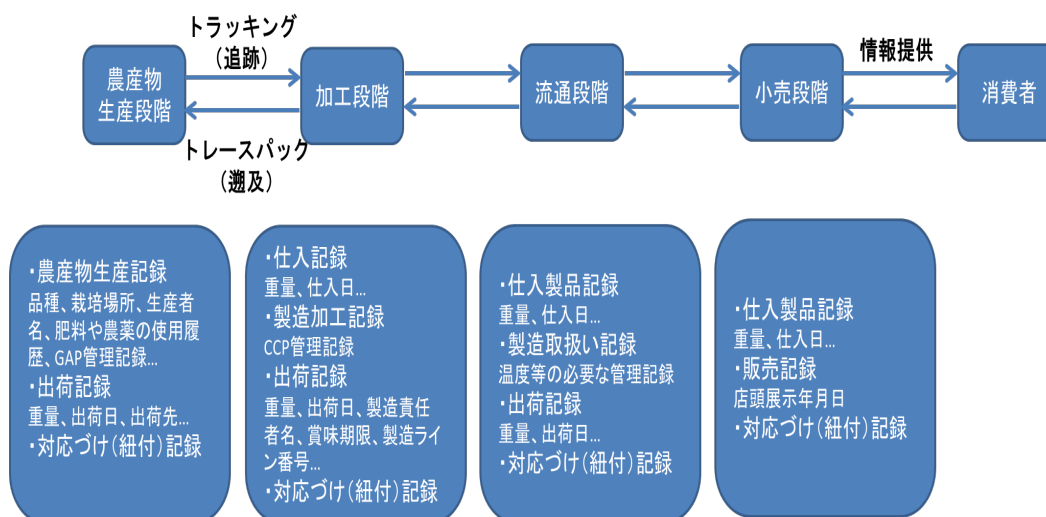 トラッキング
（追跡）
情報提供
農産物
生産段階
加工段階
流通段階
小売段階
消費者
トレースパック
（遡及）
・農産物生産記録
品種、栽培場所、生産者
名、肥料や農薬の使用履
歴、GAP管理記録...
・出荷記録
重量、出荷日、出荷先...
・対応づけ（紐付）記録
・仕入記録
重量、仕入日...
・製造加工記録
CCP管理記録
・出荷記録
重量、出荷日、製造責任
者名、賞味期限、製造ライ
ン番号...
・対応づけ（紐付）記録
・仕入製品記録
重量、仕入日...
・製造取扱い記録
温度等の必要な管理記録
・出荷記録
重量、出荷日...
・対応づけ（紐付）記録
・仕入製品記録
重量、仕入日...
・販売記録
店頭展示年月日
・対応づけ（紐付）記録